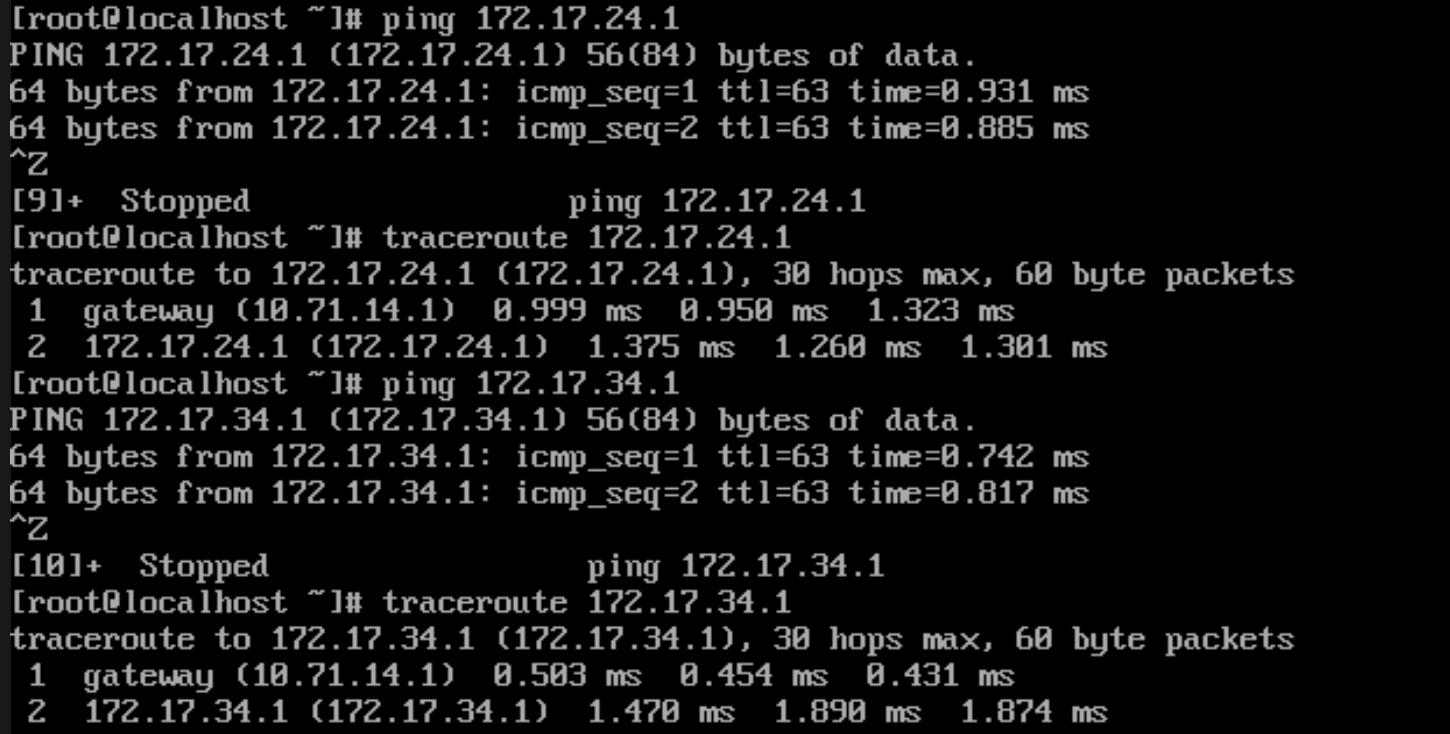 [root@localhost ~]# ping 172.17.24.1
PING 172.17.24.1 (172.17.24.1) 56(84) bytes of data.
64 bytes from 172.17.24.1: icmp_seq=1 ttl=63 time=0.931 ms
64 bytes from 172.17.24.1: icmp_seq=2 ttl=63 time=0.885 ms
^Z
[9]+  Stopped                 ping 172.17.24.1
[root@localhost ~]# traceroute 172.17.24.1
traceroute to 172.17.24.1 (172.17.24.1), 30 hops max, 60 byte packets
 1  gateway (10.71.14.1)  0.999 ms  0.950 ms  1.323 ms
 2  172.17.24.1 (172.17.24.1)  1.375 ms  1.260 ms  1.301 ms
[root@localhost ~]# ping 172.17.34.1
PING 172.17.34.1 (172.17.34.1) 56(84) bytes of data.
64 bytes from 172.17.34.1: icmp_seq=1 ttl=63 time=0.742 ms
64 bytes from 172.17.34.1: icmp_seq=2 ttl=63 time=0.817 ms
^Z
[10]+  Stopped                 ping 172.17.34.1
[root@localhost ~]# traceroute 172.17.34.1
traceroute to 172.17.34.1 (172.17.34.1), 30 hops max, 60 byte packets
 1  gateway (10.71.14.1)  0.503 ms  0.454 ms  0.431 ms
 2  172.17.34.1 (172.17.34.1)  1.470 ms  1.890 ms  1.874 ms